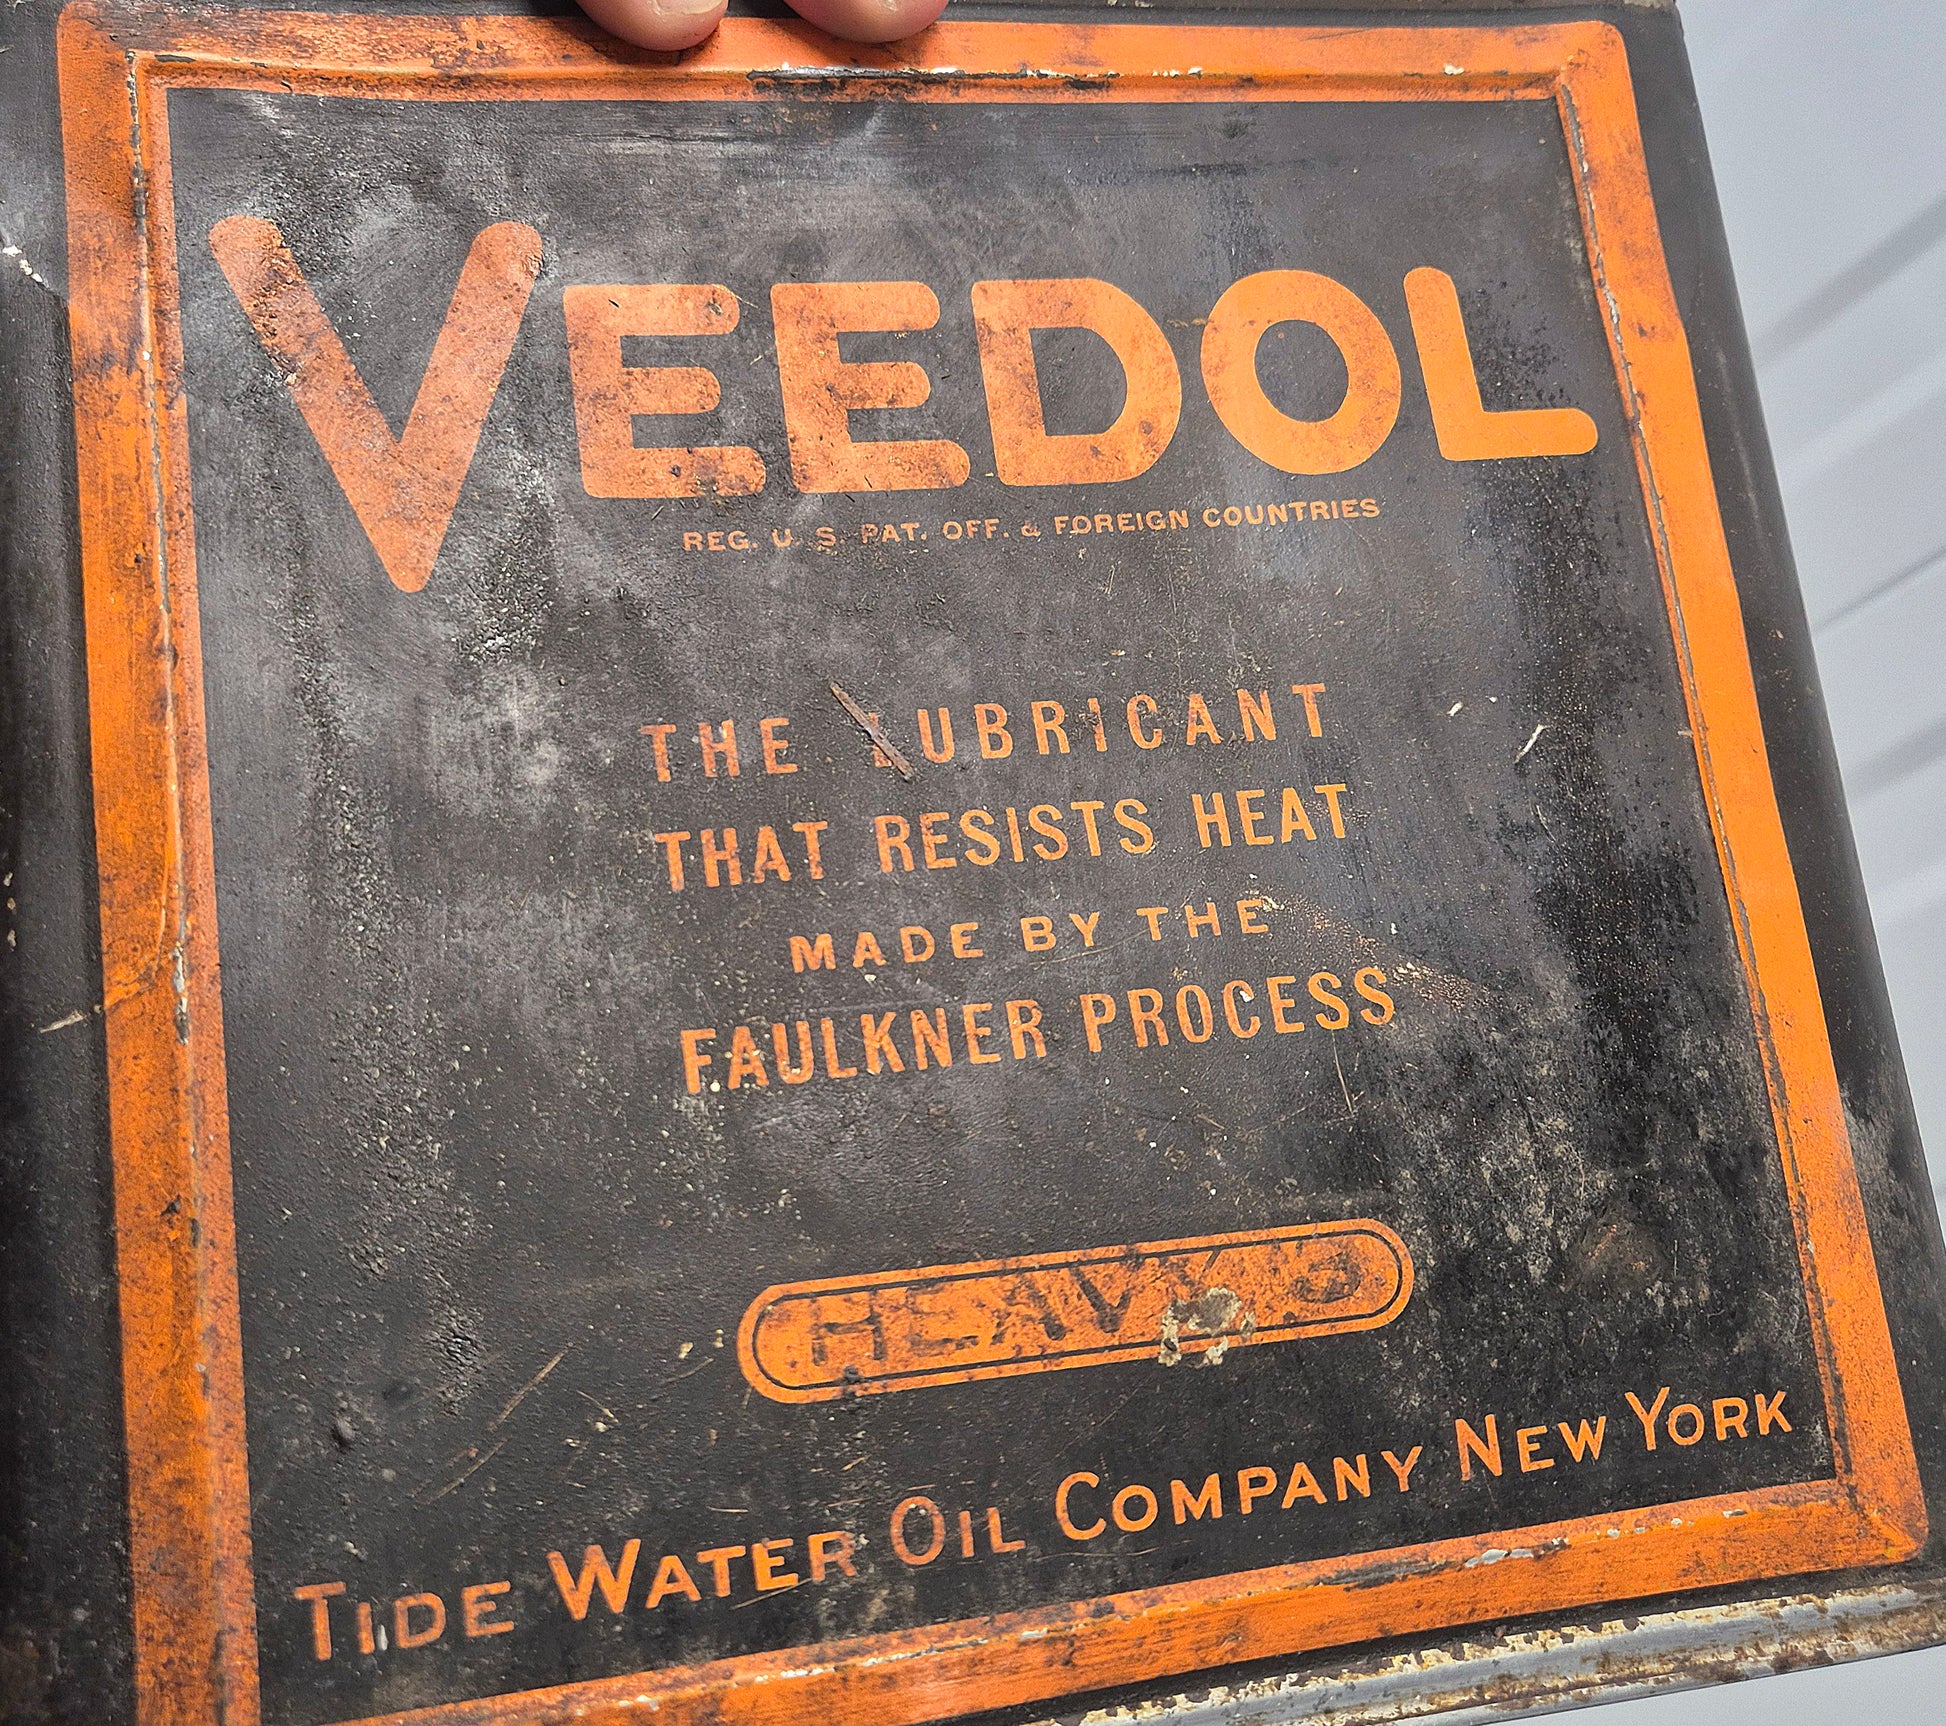 VEEDOL
REG. U. S. PAT. OFF. & FOREIGN COUNTRIES
THE LUBRICANT
THAT RESISTS HEAT
MADE BY THE
FAULKNER PROCESS
HEAVY
TIDE WATER OIL COMPANY NEW YORK